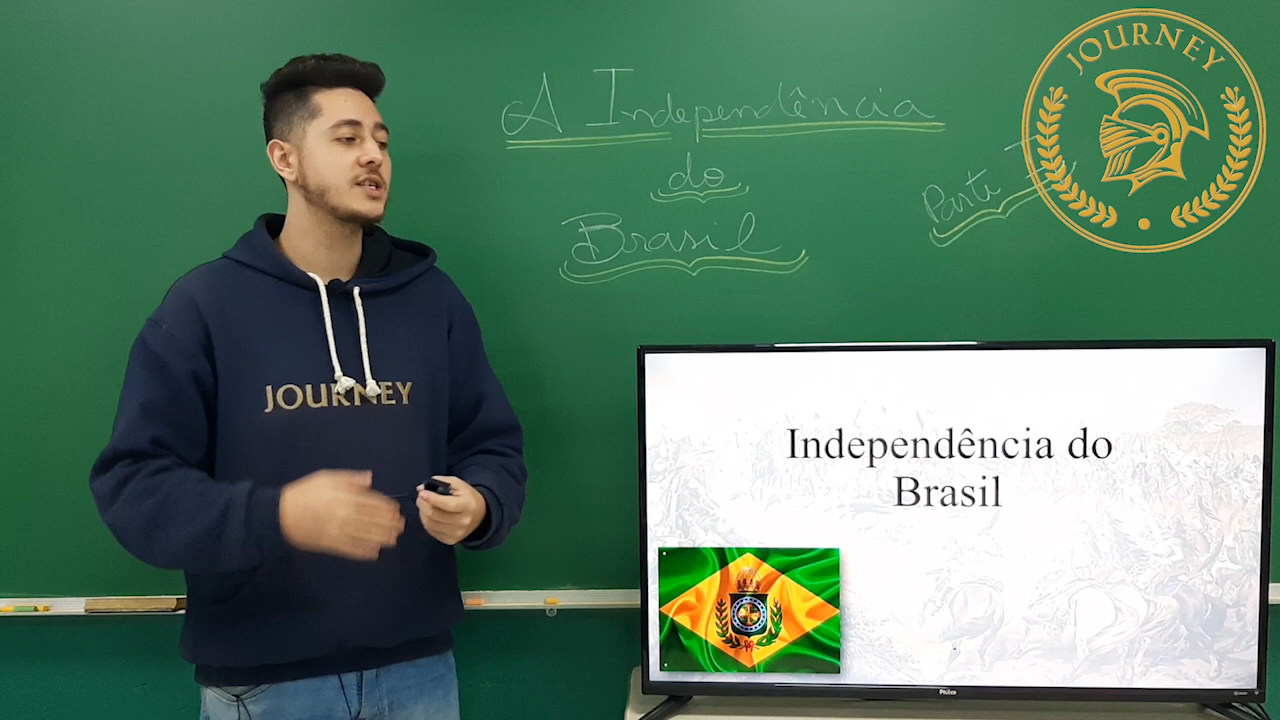 A Independência
do
Brasil
Parte
JOURNEY
JOURNEY
Independência do
Brasil
Philco